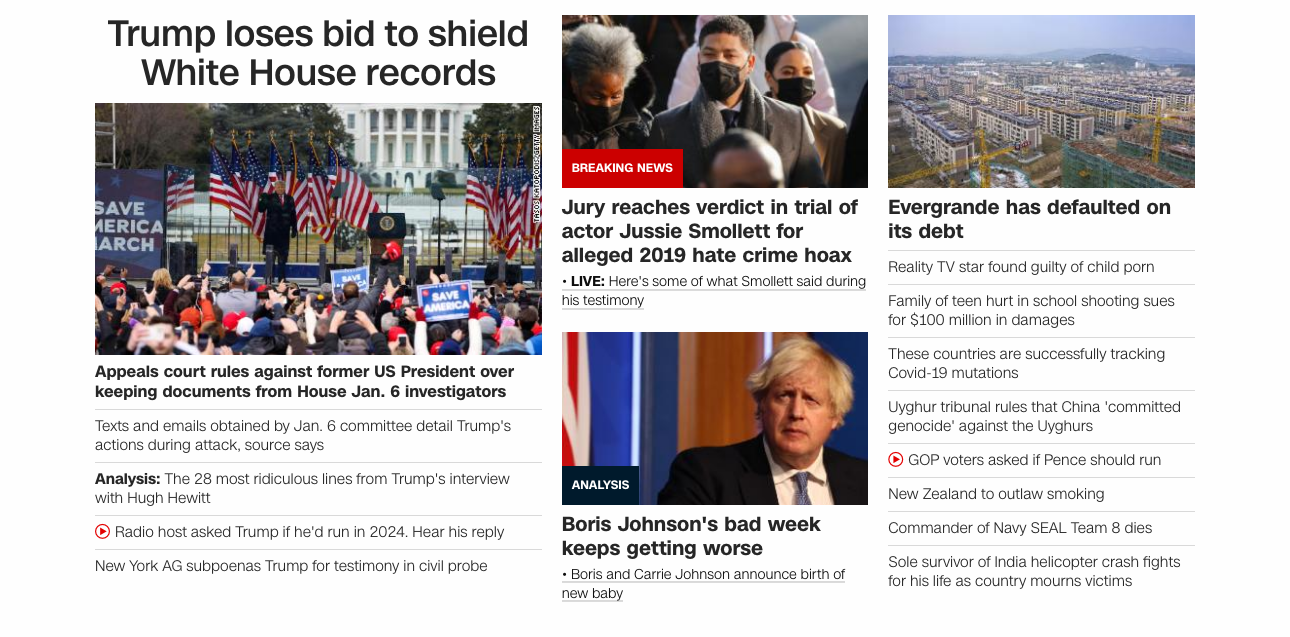 Trump loses bid to shield
White House records
TASOS KATOPODIS/GETTY IMAGES
SAVE
AMERICA
MARCH
SAVE
AMERICA
SAVE
AMERICA
Appeals court rules against former US President over
keeping documents from House Jan. 6 investigators
Texts and emails obtained by Jan. 6 committee detail Trump's
actions during attack, source says
Analysis: The 28 most ridiculous lines from Trump's interview
with Hugh Hewitt
Radio host asked Trump if he'd run in 2024. Hear his reply
New York AG subpoenas Trump for testimony in civil probe
BREAKING NEWS
Jury reaches verdict in trial of
actor Jussie Smollett for
alleged 2019 hate crime hoax
• LIVE: Here's some of what Smollett said during
his testimony
ANALYSIS
Boris Johnson's bad week
keeps getting worse
• Boris and Carrie Johnson announce birth of
new baby
Evergrande has defaulted on
its debt
Reality TV star found guilty of child porn
Family of teen hurt in school shooting sues
for $100 million in damages
These countries are successfully tracking
Covid-19 mutations
Uyghur tribunal rules that China 'committed
genocide' against the Uyghurs
GOP voters asked if Pence should run
New Zealand to outlaw smoking
Commander of Navy SEAL Team 8 dies
Sole survivor of India helicopter crash fights
for his life as country mourns victims